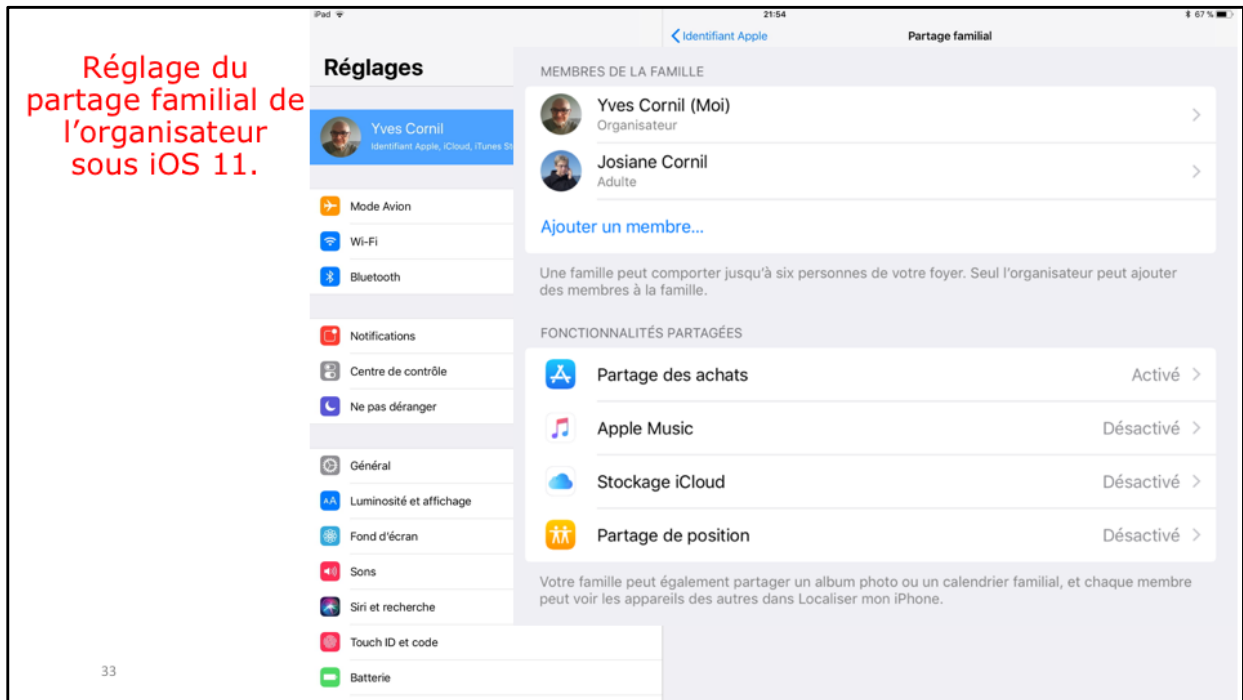 Réglage du
partage familial de
l'organisateur
sous iOS 11.
33
iPad
21:54
67 %
Réglages
Yves Cornil
Identifiant Apple, iCloud, iTunes St
Mode Avion
Wi-Fi
Bluetooth
Notifications
Centre de contrôle
Ne pas déranger
Général
AA
Luminosité et affichage
Fond d'écran
Sons
Siri et recherche
Touch ID et code
Batterie
Identifiant Apple
Partage familial
MEMBRES DE LA FAMILLE
Yves Cornil (Moi)
Organisateur
Josiane Cornil
Adulte
Ajouter un membre...
Une famille peut comporter jusqu'à six personnes de votre foyer. Seul l'organisateur peut ajouter
des membres à la famille.
FONCTIONNALITÉS PARTAGÉES
Partage des achats Activé
Apple Music Désactivé
Stockage iCloud Désactivé
Partage de position Désactivé
Votre famille peut également partager un album photo ou un calendrier familial, et chaque membre
peut voir les appareils des autres dans Localiser mon iPhone.